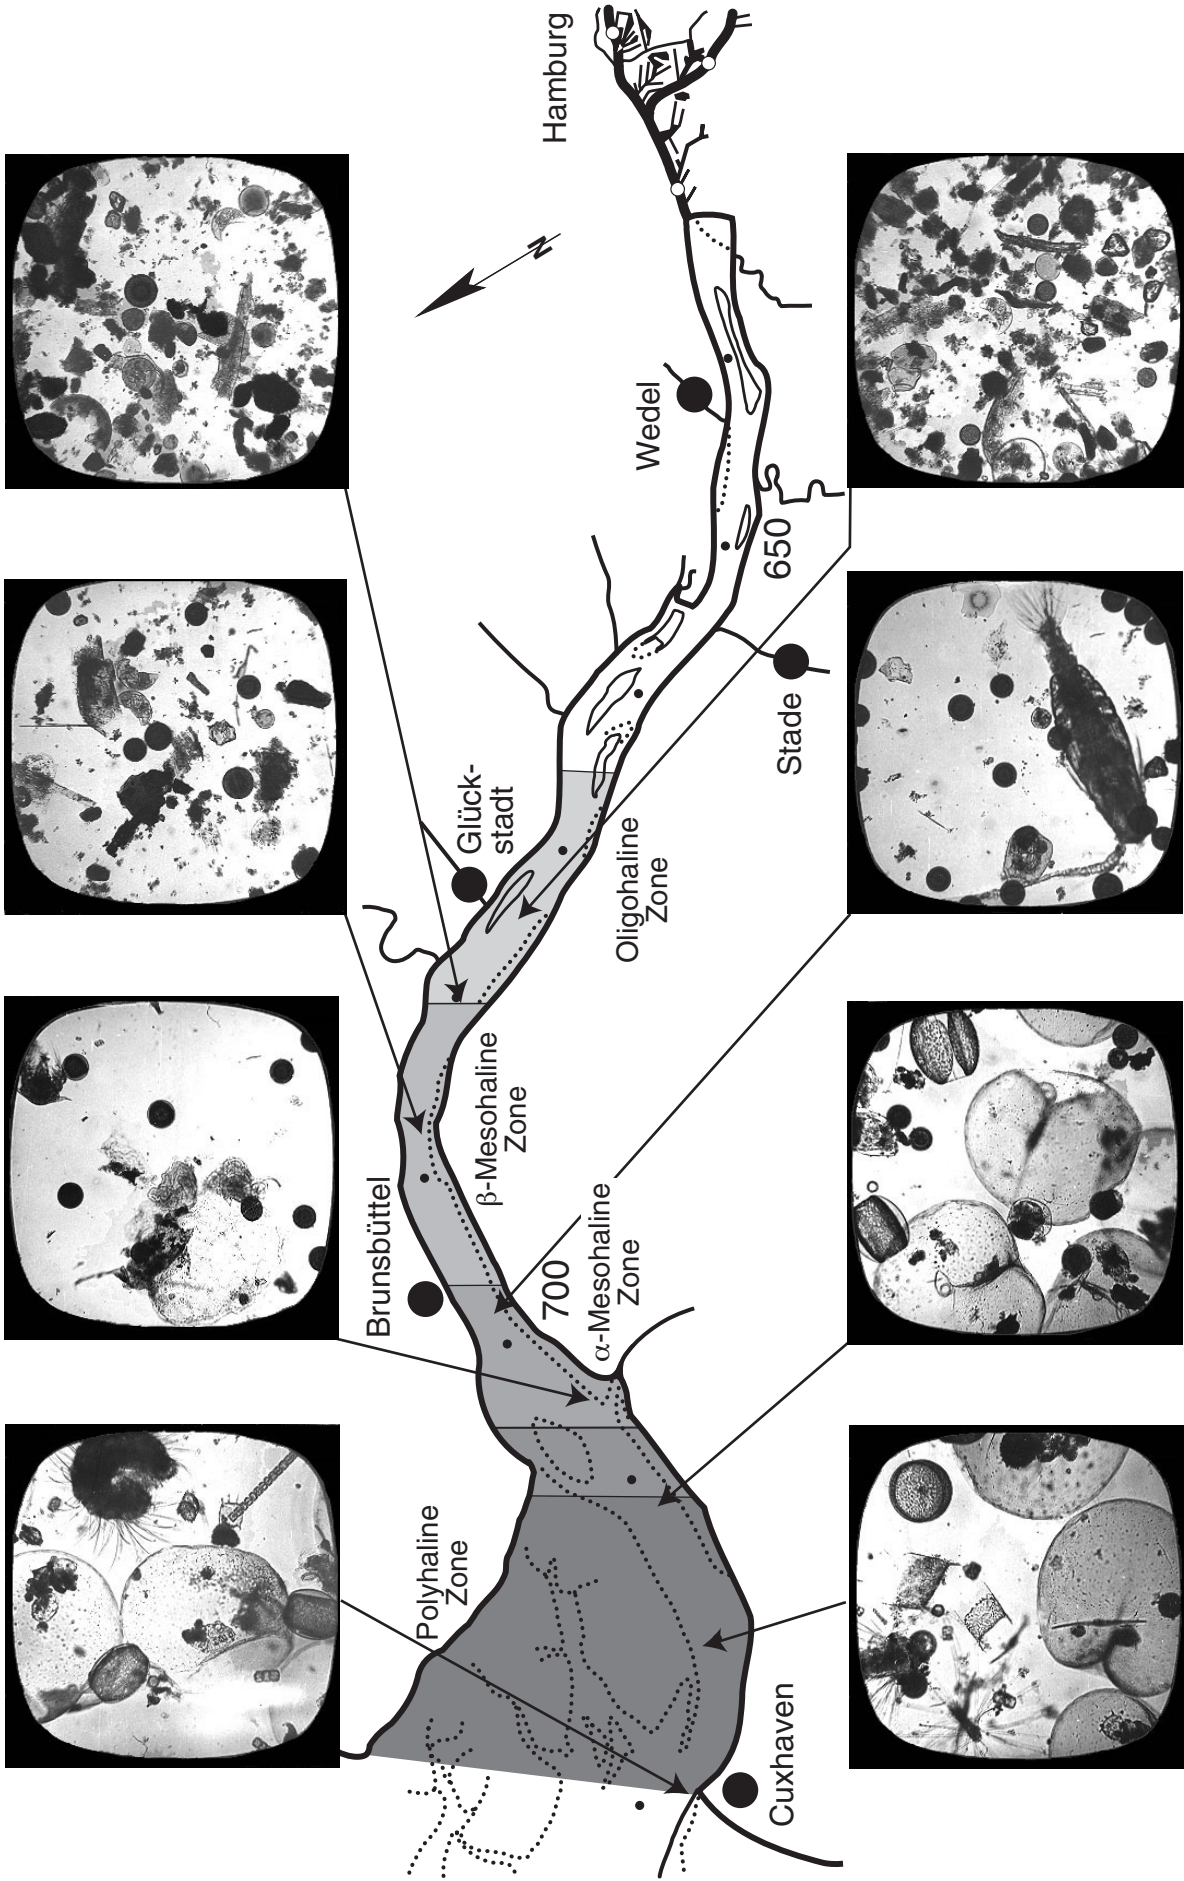 Hamburg
N
Wedel
650
Stade
Glück-
stadt
Oligohaline
Zone
β-Mesohaline
Zone
Brunsbüttel
700
α-Mesohaline
Zone
Polyhaline
Zone
Cuxhaven